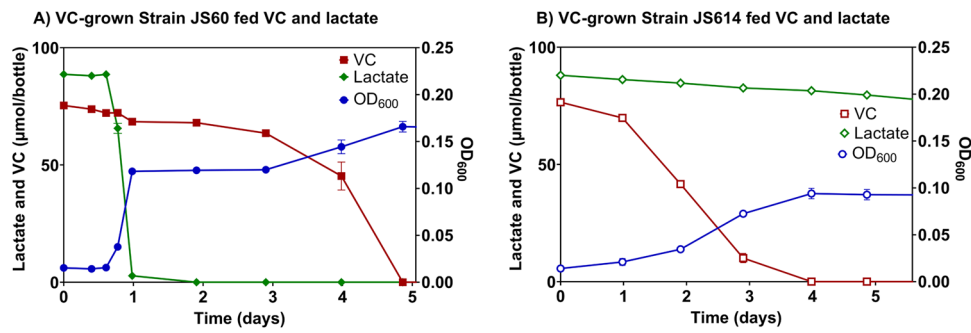 A) VC-grown Strain JS60 fed VC and lactate
Lactate and VC (µmol/bottle)
100
50
0
VC
Lactate
OD600
0.25
0.20
0.15
0.10
0.05
0.00
OD600
0 1 2 3 4 5
Time (days)
B) VC-grown Strain JS614 fed VC and lactate
Lactate and VC (µmol/bottle)
100
50
0
VC
Lactate
OD600
0.25
0.20
0.15
0.10
0.05
0.00
OD600
0 1 2 3 4 5
Time (days)